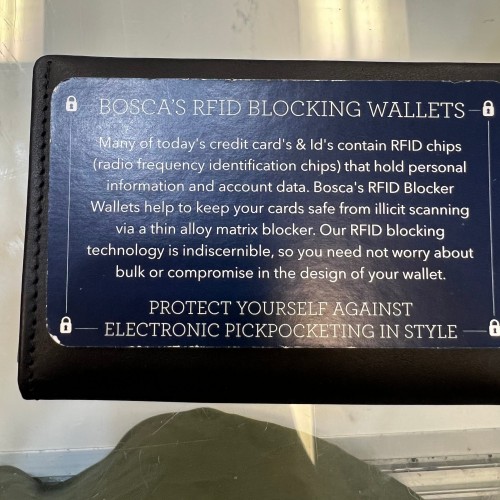 BOSCA'S RFID BLOCKING WALLETS
Many of today's credit card's & Id's contain RFID chips
(radio frequency identification chips) that hold personal
information and account data. Bosca's RFID Blocker
Wallets help to keep your cards safe from illicit scanning
via a thin alloy matrix blocker. Our RFID blocking
technology is indiscernible, so you need not worry about
bulk or compromise in the design of your wallet.
PROTECT YOURSELF AGAINST
ELECTRONIC PICKPOCKETING IN STYLE